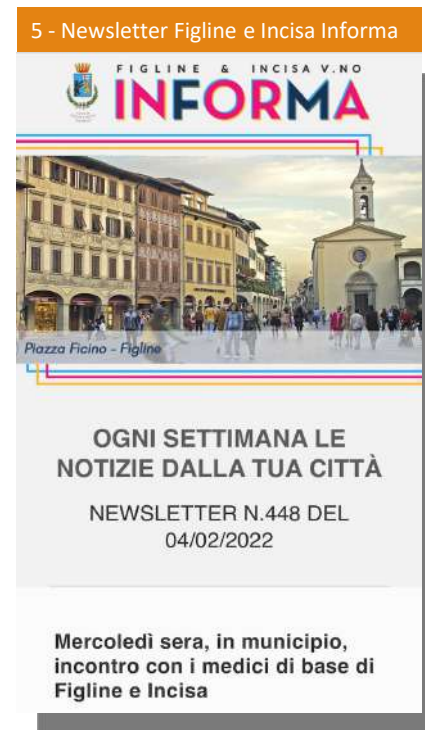 5 - Newsletter Figline e Incisa Informa
FIGLINE & INCISA V.NO
INFORMA
Piazza Ficino - Figline
OGNI SETTIMANA LE
NOTIZIE DALLA TUA CITTÀ
NEWSLETTER N.448 DEL
04/02/2022
Mercoledì sera, in municipio,
incontro con i medici di base di
Figline e Incisa